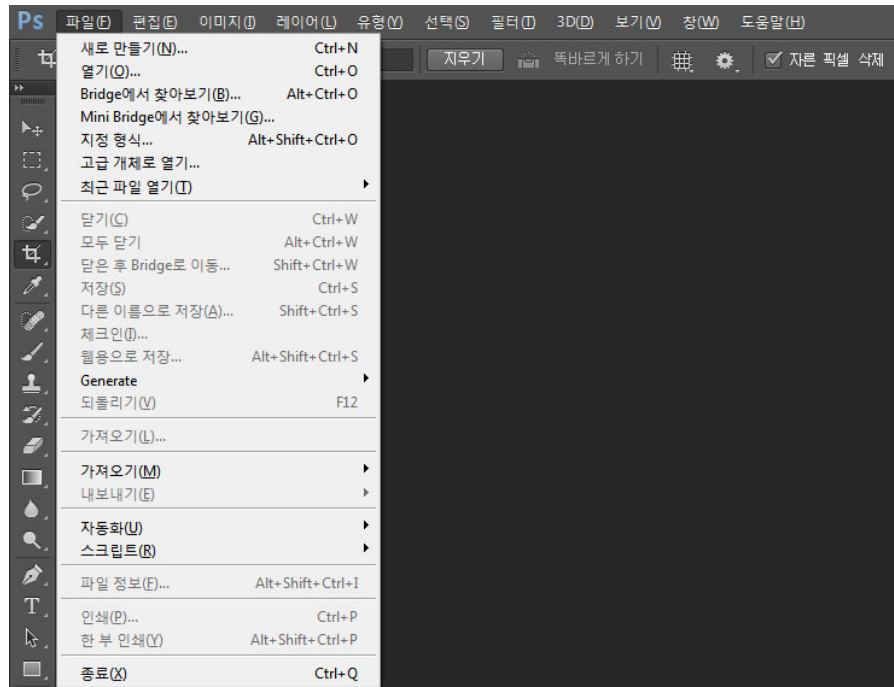 Ps 파일(F) 편집(E) 이미지(I) 레이어(L) 유형(Y) 선택(S) 필터(T) 3D(D) 보기(V) 창(W) 도움말(H)
지우기 똑바르게 하기 자른 픽셀 삭제
새로 만들기(N)... Ctrl+N
열기(O)... Ctrl+O
Bridge에서 찾아보기(B)... Alt+Ctrl+O
Mini Bridge에서 찾아보기(G)...
지정 형식... Alt+Shift+Ctrl+O
고급 개체로 열기...
최근 파일 열기(T)
닫기(C) Ctrl+W
모두 닫기 Alt+Ctrl+W
닫은 후 Bridge로 이동... Shift+Ctrl+W
저장(S) Ctrl+S
다른 이름으로 저장(A)... Shift+Ctrl+S
체크인(I)...
웹용으로 저장... Alt+Shift+Ctrl+S
Generate
되돌리기(V) F12
가져오기(L)...
가져오기(M)
내보내기(E)
자동화(U)
스크립트(R)
파일 정보(F)... Alt+Shift+Ctrl+I
인쇄(P)... Ctrl+P
한 부 인쇄(Y) Alt+Shift+Ctrl+P
종료(X) Ctrl+Q